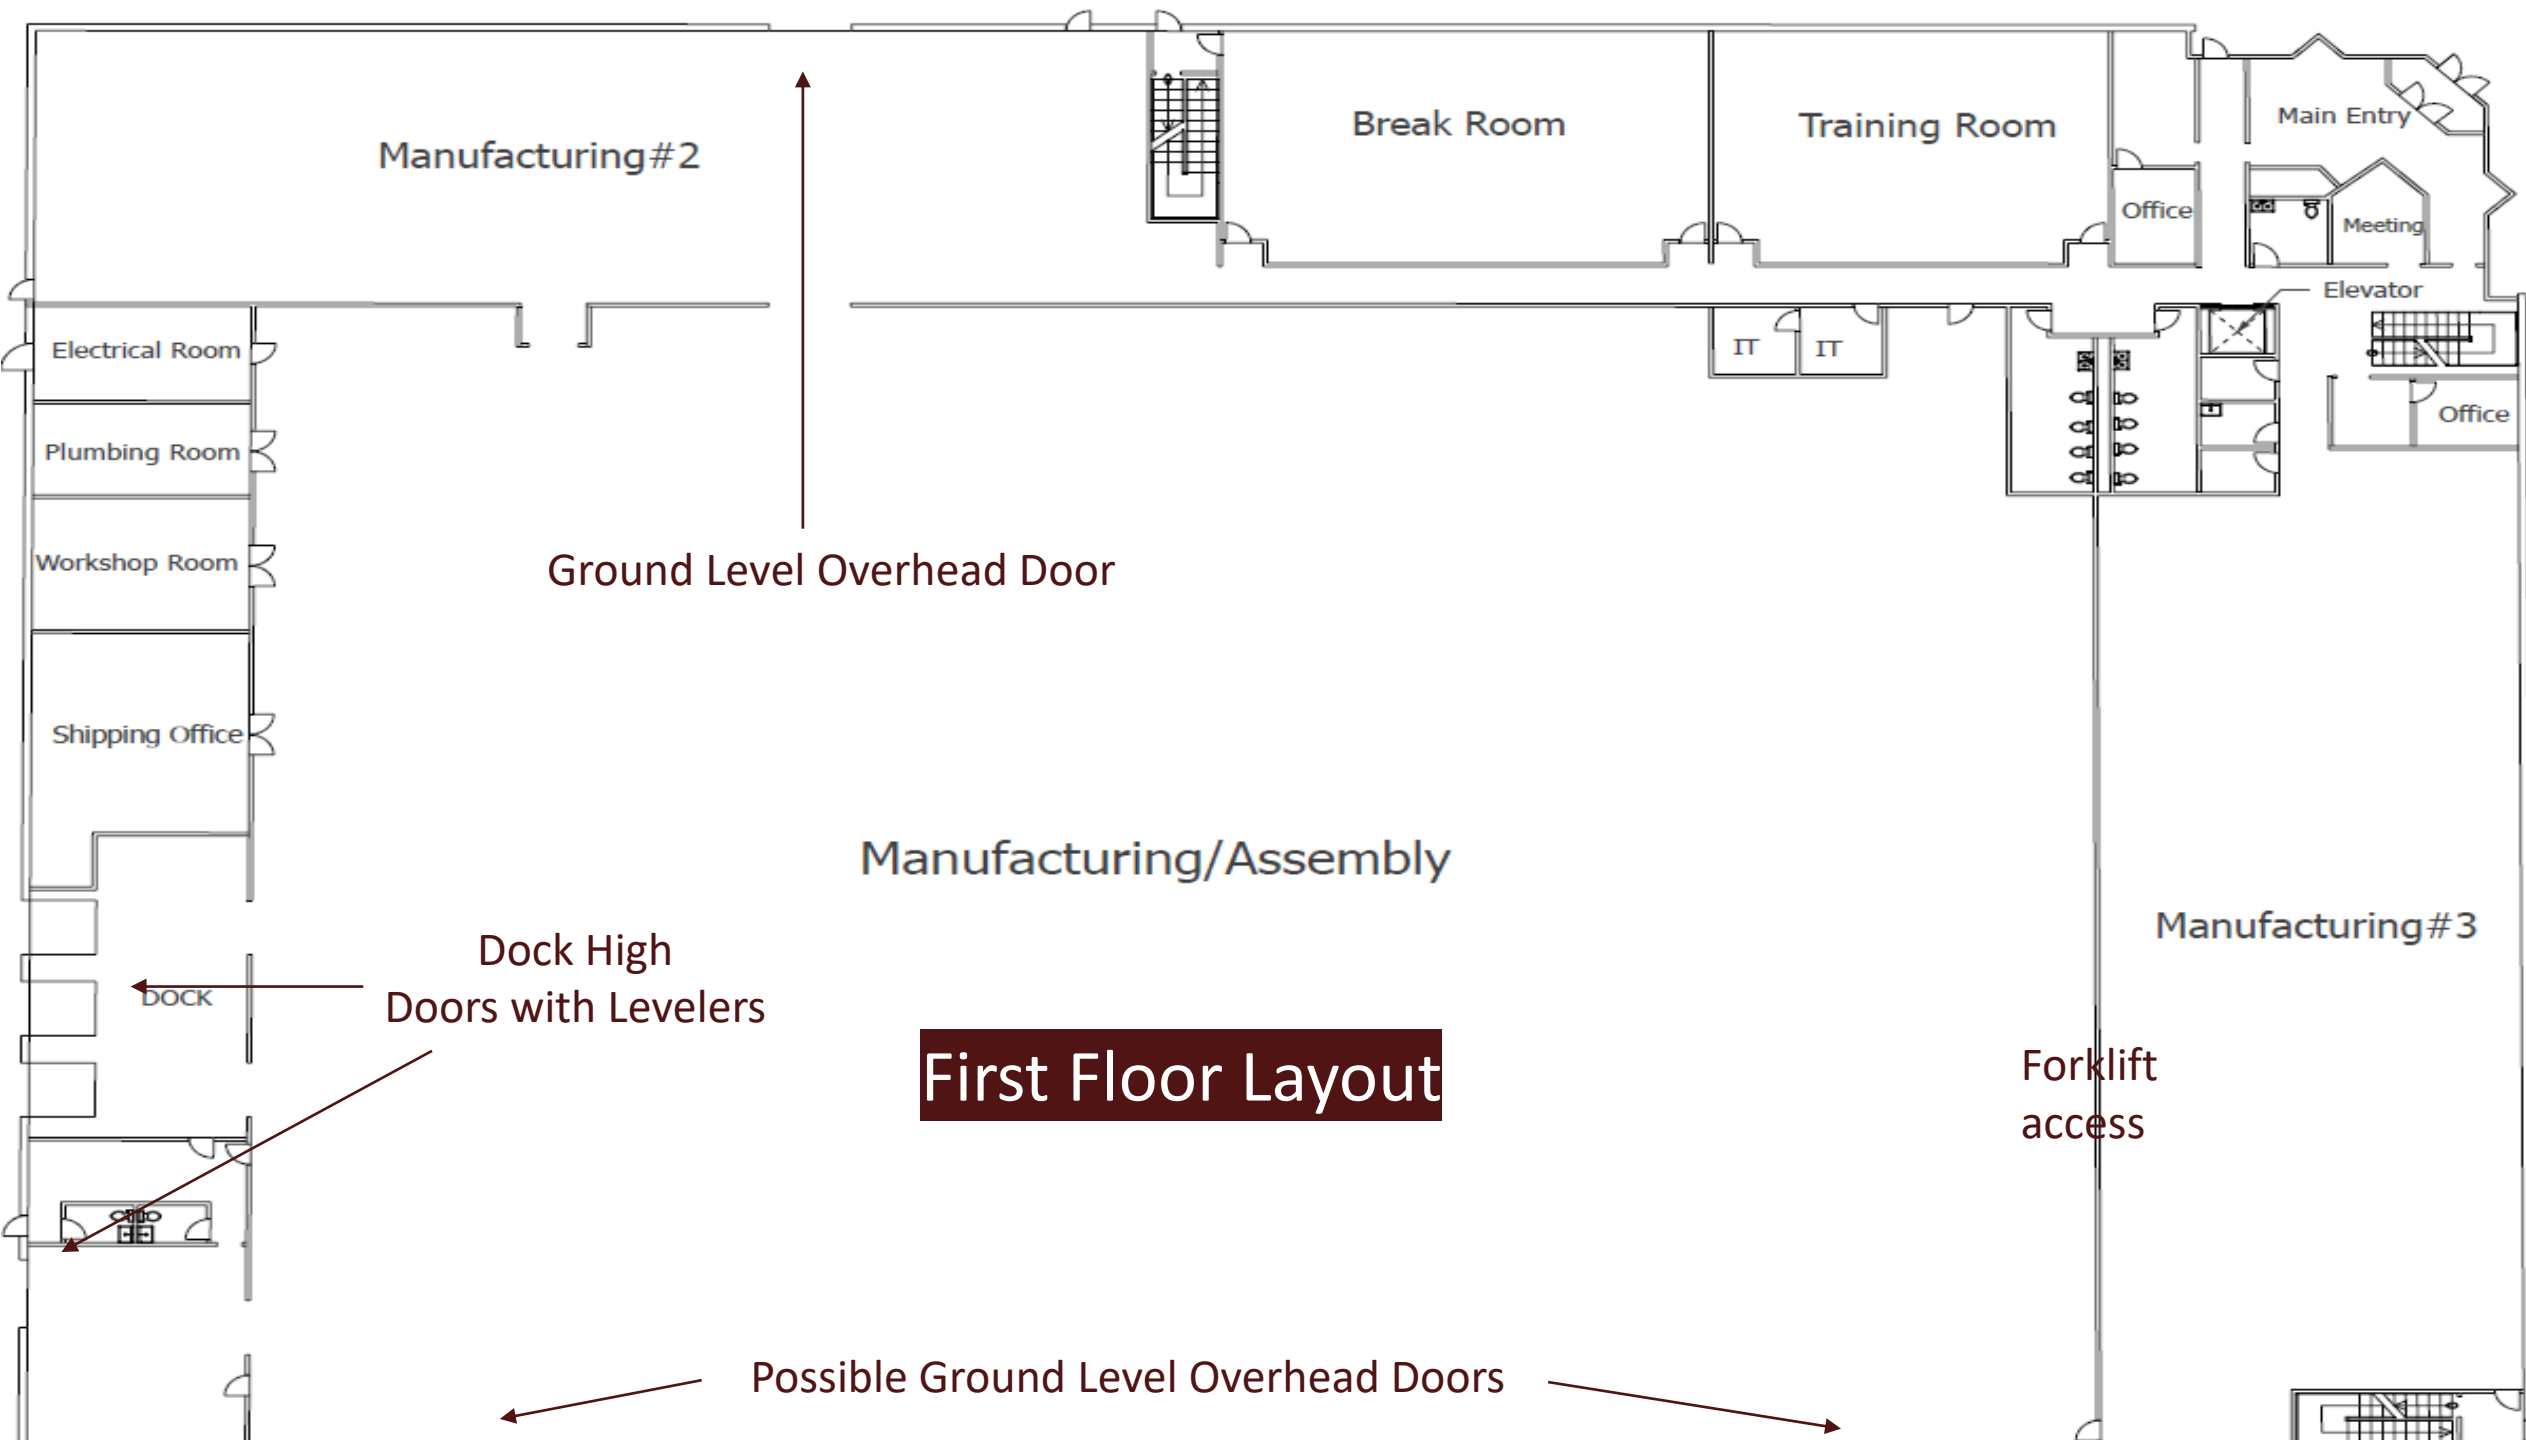 Manufacturing#2
Break Room
Training Room
Main Entry
Office
Meeting
Elevator
Electrical Room
IT
IT
Office
Plumbing Room
Workshop Room
Ground Level Overhead Door
Shipping Office
Manufacturing/Assembly
Manufacturing#3
Dock High
Doors with Levelers
DOCK
First Floor Layout
Forklift
access
Possible Ground Level Overhead Doors